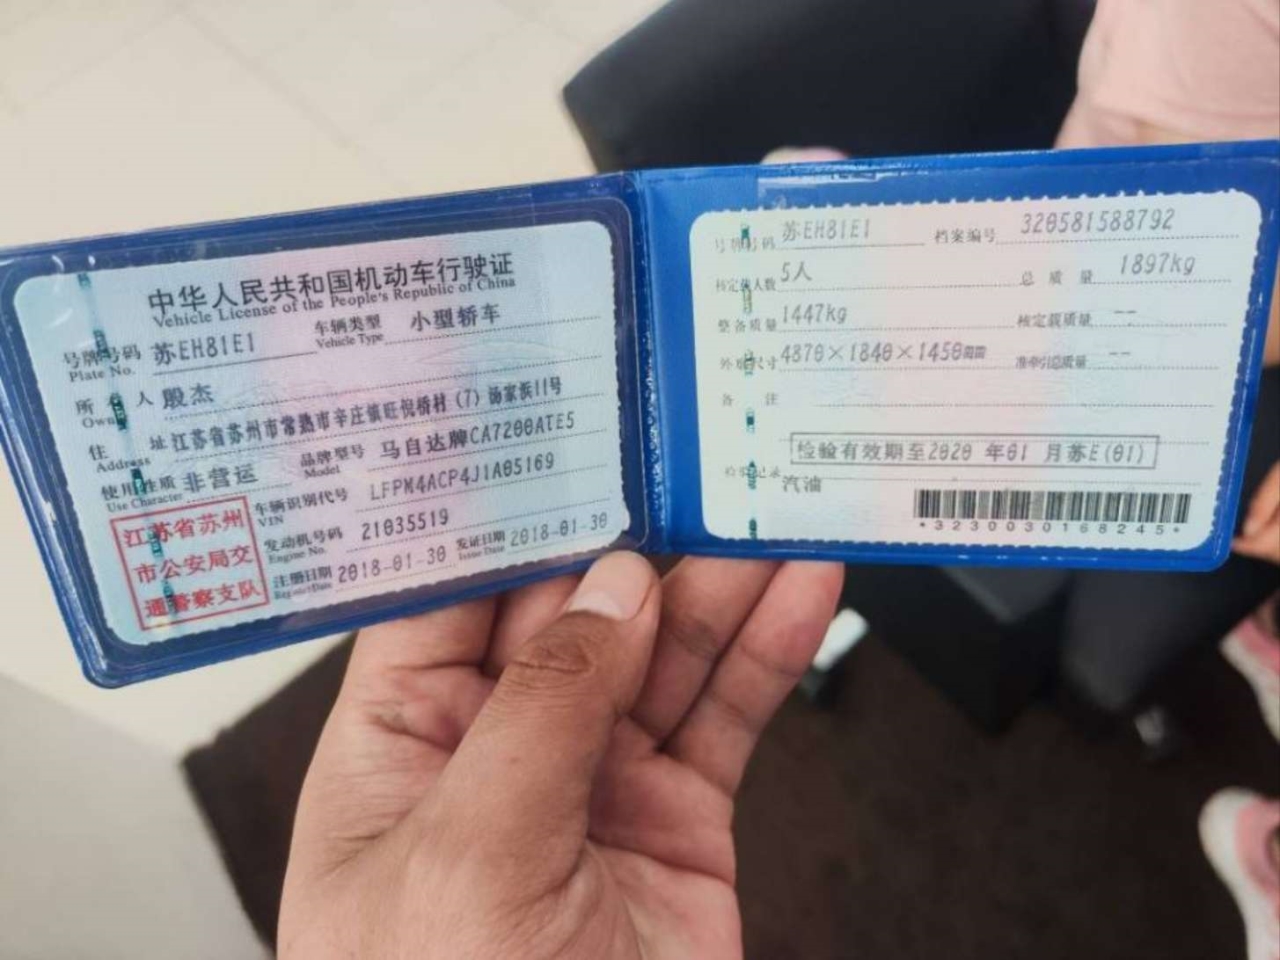 中华人民共和国机动车行驶证
Vehicle License of the People's Republic of China
号牌号码 苏EH81E1 车辆类型 小型轿车
Plate No. Vehicle Type
所有人 殷杰
Owner
住址 江苏省苏州市常熟市辛庄镇旺倪桥村(7)汤家浜11号
Address
使用性质 非营运 品牌型号 马自达牌CA7200ATE5
Use Character Model
江苏省苏州
市公安局交
通警察支队
车辆识别代号 LFPM4ACP4J1A05169
VIN
发动机号码 21035519
Engine No.
注册日期 2018-01-30 发证日期 2018-01-30
Register Date Issue Date
号牌号码 苏EH81E1 档案编号 320581588792
核定载人数 5人 总质量 1897kg
整备质量 1447kg 核定载质量 --
外廓尺寸 4870×1840×1450mm 准牵引总质量 --
备注
检验有效期至2020年01月苏E(01)
检验记录 汽油
*3230030168245*